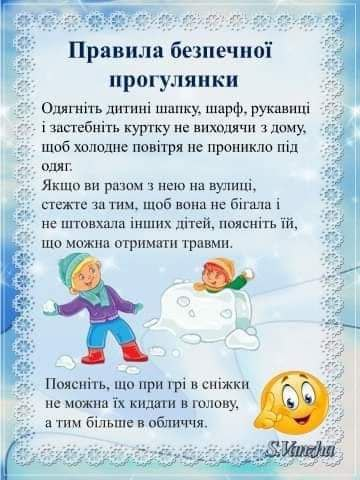 Правила безпечної
прогулянки
Одягніть дитині шапку, шарф, рукавиці
і застебніть куртку не виходячи з дому,
щоб холодне повітря не проникло під
одяг.
Якщо ви разом з нею на вулиці,
стежте за тим, щоб вона не бігала і
не штовхала інших дітей, поясніть їй,
що можна отримати травми.
Поясніть, що при грі в сніжки
не можна їх кидати в голову,
а тим більше в обличчя.
S.Vanzha